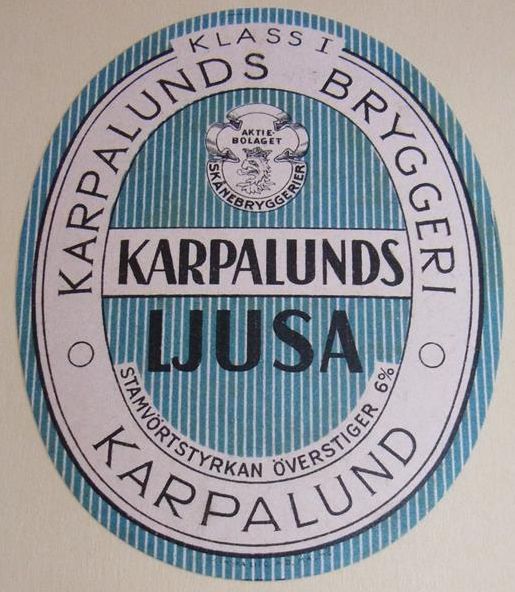 KLASS I
KARPALUNDS BRYGGERI
AKTIE-
BOLAGET
SKÅNEBRYGGERIER
KARPALUNDS
LJUSA
STAMVÖRTSTYRKAN ÖVERSTIGER 6%
KARPALUND